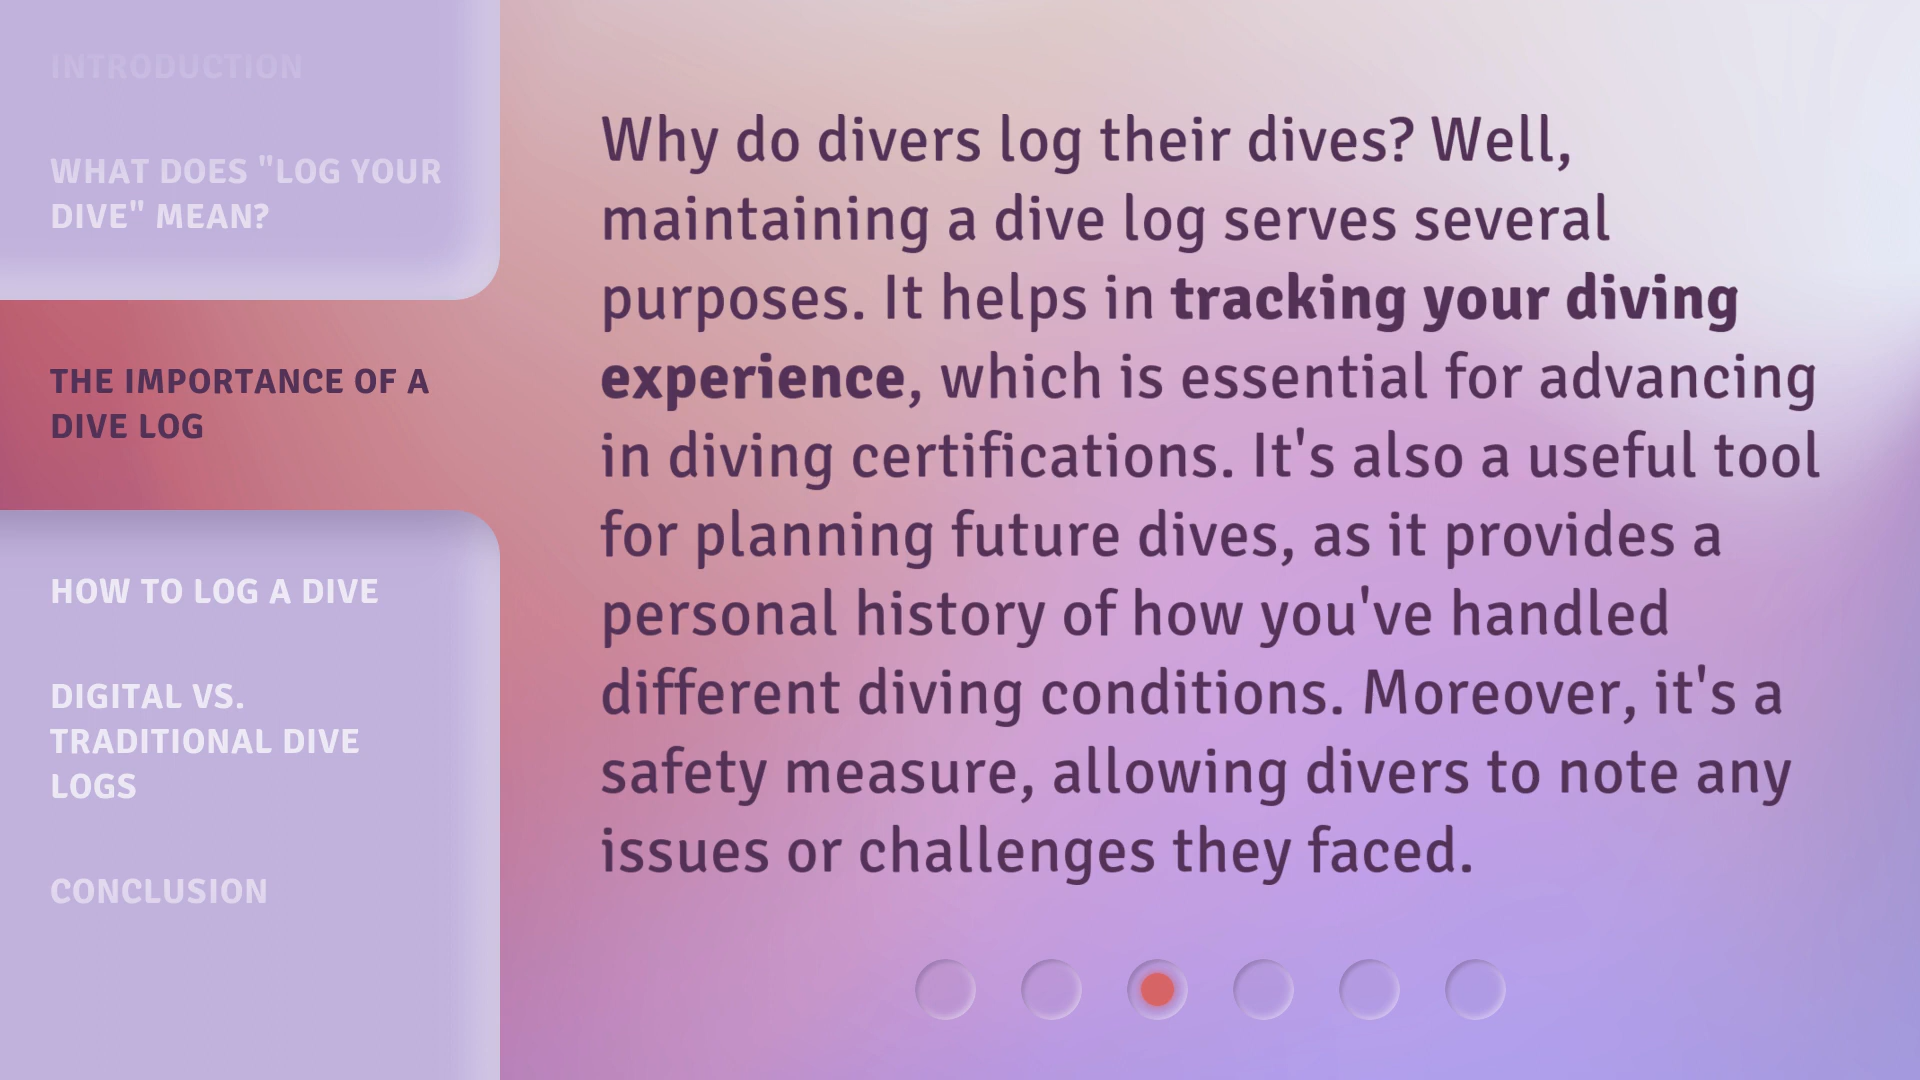 INTRODUCTION
WHAT DOES "LOG YOUR
DIVE" MEAN?
THE IMPORTANCE OF A
DIVE LOG
HOW TO LOG A DIVE
DIGITAL VS.
TRADITIONAL DIVE
LOGS
CONCLUSION
Why do divers log their dives? Well,
maintaining a dive log serves several
purposes. It helps in tracking your diving
experience, which is essential for advancing
in diving certifications. It's also a useful tool
for planning future dives, as it provides a
personal history of how you've handled
different diving conditions. Moreover, it's a
safety measure, allowing divers to note any
issues or challenges they faced.